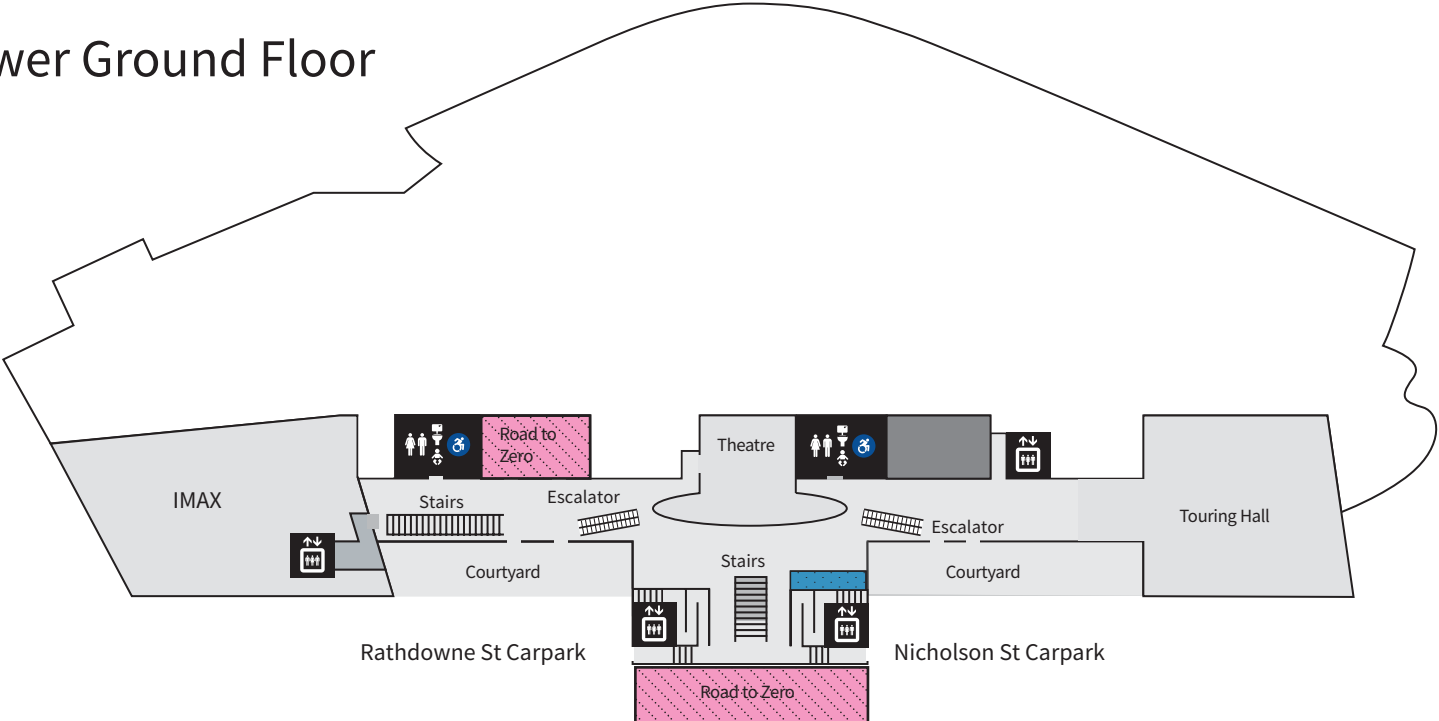 wer Ground Floor
Road to
Zero
Theatre
IMAX
Stairs
Escalator
Touring Hall
Escalator
Stairs
Courtyard
Courtyard
Rathdowne St Carpark
Nicholson St Carpark
Road to Zero